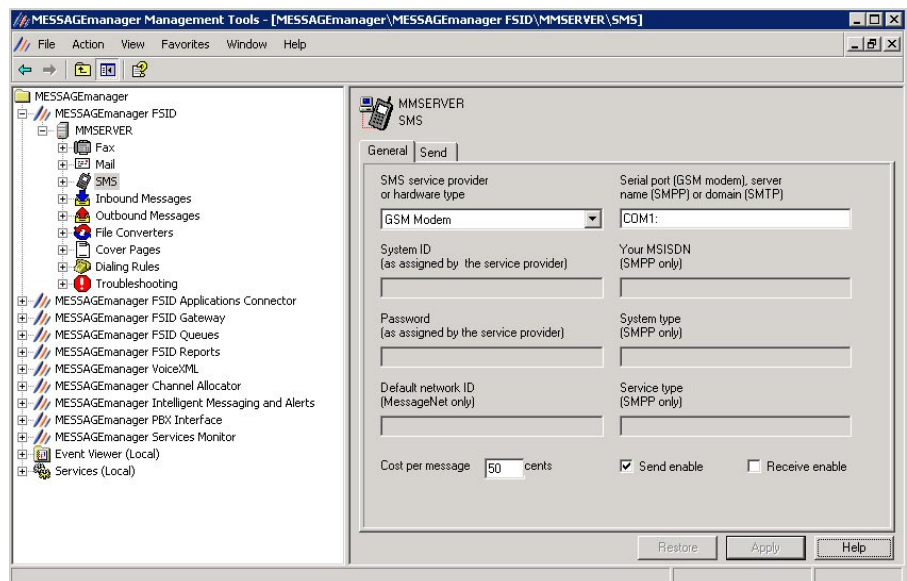 MESSAGEmanager Management Tools - [MESSAGEmanager\MESSAGEmanager FSID\MMSERVER\SMS]
File Action View Favorites Window Help
MESSAGEmanager
MESSAGEmanager FSID
MMSERVER
Fax
Mail
SMS
Inbound Messages
Outbound Messages
File Converters
Cover Pages
Dialing Rules
Troubleshooting
MESSAGEmanager FSID Applications Connector
MESSAGEmanager FSID Gateway
MESSAGEmanager FSID Queues
MESSAGEmanager FSID Reports
MESSAGEmanager VoiceXML
MESSAGEmanager Channel Allocator
MESSAGEmanager Intelligent Messaging and Alerts
MESSAGEmanager PBX Interface
MESSAGEmanager Services Monitor
Event Viewer (Local)
Services (Local)
MMSERVER
SMS
General Send
SMS service provider
or hardware type
GSM Modem
Serial port (GSM modem), server
name (SMPP) or domain (SMTP)
COM1:
System ID
(as assigned by the service provider)
Your MSISDN
(SMPP only)
Password
(as assigned by the service provider)
System type
(SMPP only)
Default network ID
(MessageNet only)
Service type
(SMPP only)
Cost per message 50 cents Send enable Receive enable
Restore Apply Help